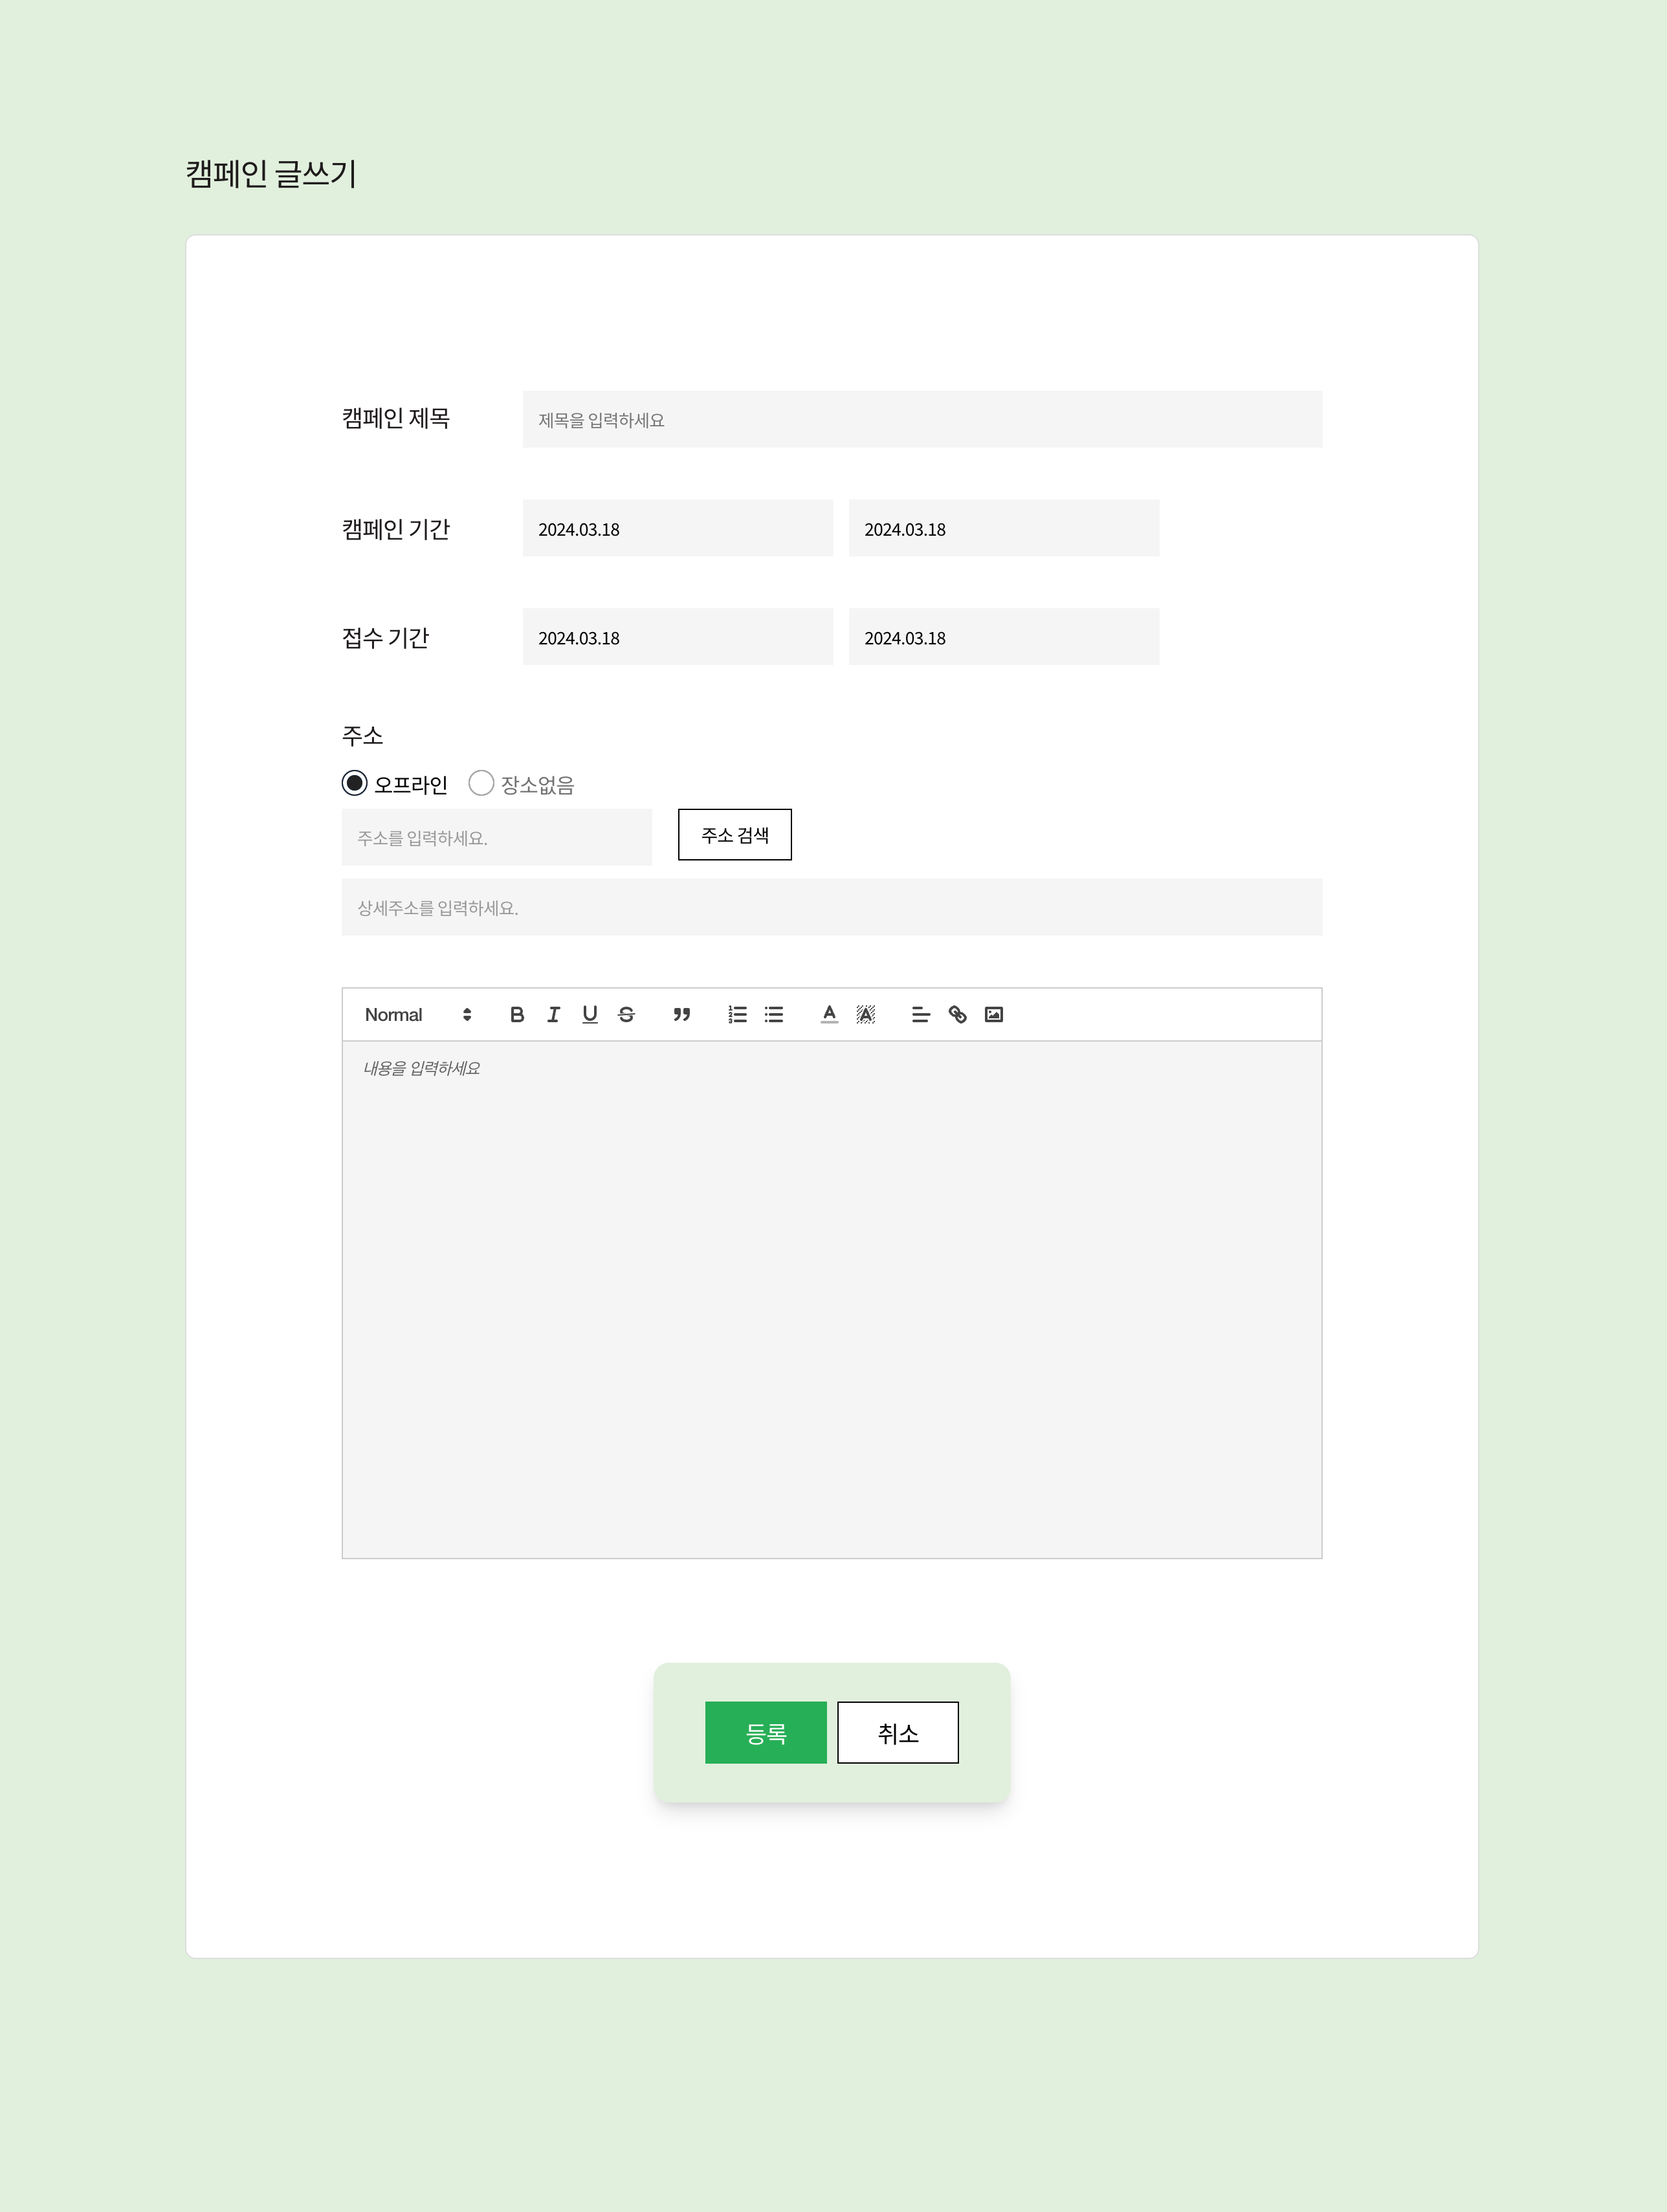 캠페인 글쓰기
캠페인 제목 제목을 입력하세요
캠페인 기간 2024.03.18 2024.03.18
접수 기간 2024.03.18 2024.03.18
주소
오프라인 장소없음
주소를 입력하세요. 주소 검색
상세주소를 입력하세요.
Normal
내용을 입력하세요
등록 취소